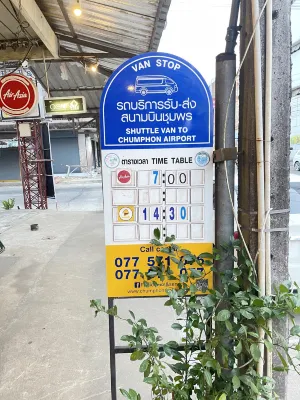 AirAsia
VAN STOP
รถบริการรับ-ส่ง
สนามบินชุมพร
SHUTTLE VAN TO
CHUMPHON AIRPORT
ตารางเวลา TIME TABLE
7:00
14:30
Call
077
077